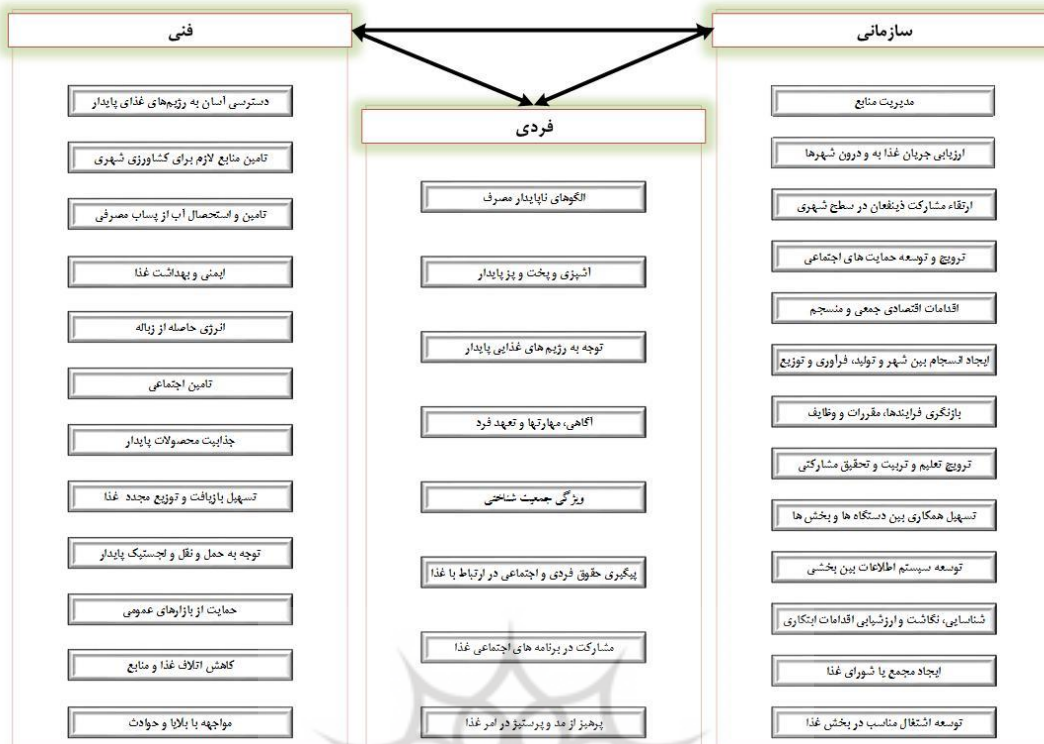 سازمانی
مدیریت منابع
ارزیابی جریان غذا به و درون شهرها
ارتقاء مشارکت ذینفعان در سطح شهری
ترویج و توسعه حمایت های اجتماعی
اقدامات اقتصادی جمعی و منسجم
ایجاد انسجام بین شهر و تولید، فرآوری و توزیع
بازنگری فرایندها، مقررات و وظایف
ترویج تعلیم و تربیت و تحقیق مشارکتی
تسهیل همکاری بین دستگاه ها و بخش ها
توسعه سیستم اطلاعات بین بخشی
شناسایی، نگاشت و ارزشیابی اقدامات ابتکاری
ایجاد مجمع یا شورای غذا
توسعه اشتغال مناسب در بخش غذا
فردی
الگوهای ناپایدار مصرف
آشپزی و پخت و پز پایدار
توجه به رژیم های غذایی پایدار
آگاهی، مهارتها و تعهد فرد
ویژگی جمعیت شناختی
پیگیری حقوق فردی و اجتماعی در ارتباط با غذا
مشارکت در برنامه های اجتماعی غذا
پرهیز از مد و پرستیز در امر غذا
فنی
دسترسی آسان به رژیم‌های غذای پایدار
تامین منابع لازم برای کشاورزی شهری
تامین و استحصال آب از پساب مصرفی
ایمنی و بهداشت غذا
انرژی حاصله از زباله
تامین اجتماعی
جذابیت محصولات پایدار
تسهیل بازیافت و توزیع مجدد غذا
توجه به حمل و نقل و لجستیک پایدار
حمایت از بازارهای عمومی
کاهش اتلاف غذا و منابع
مواجهه با بلایا و حوادث